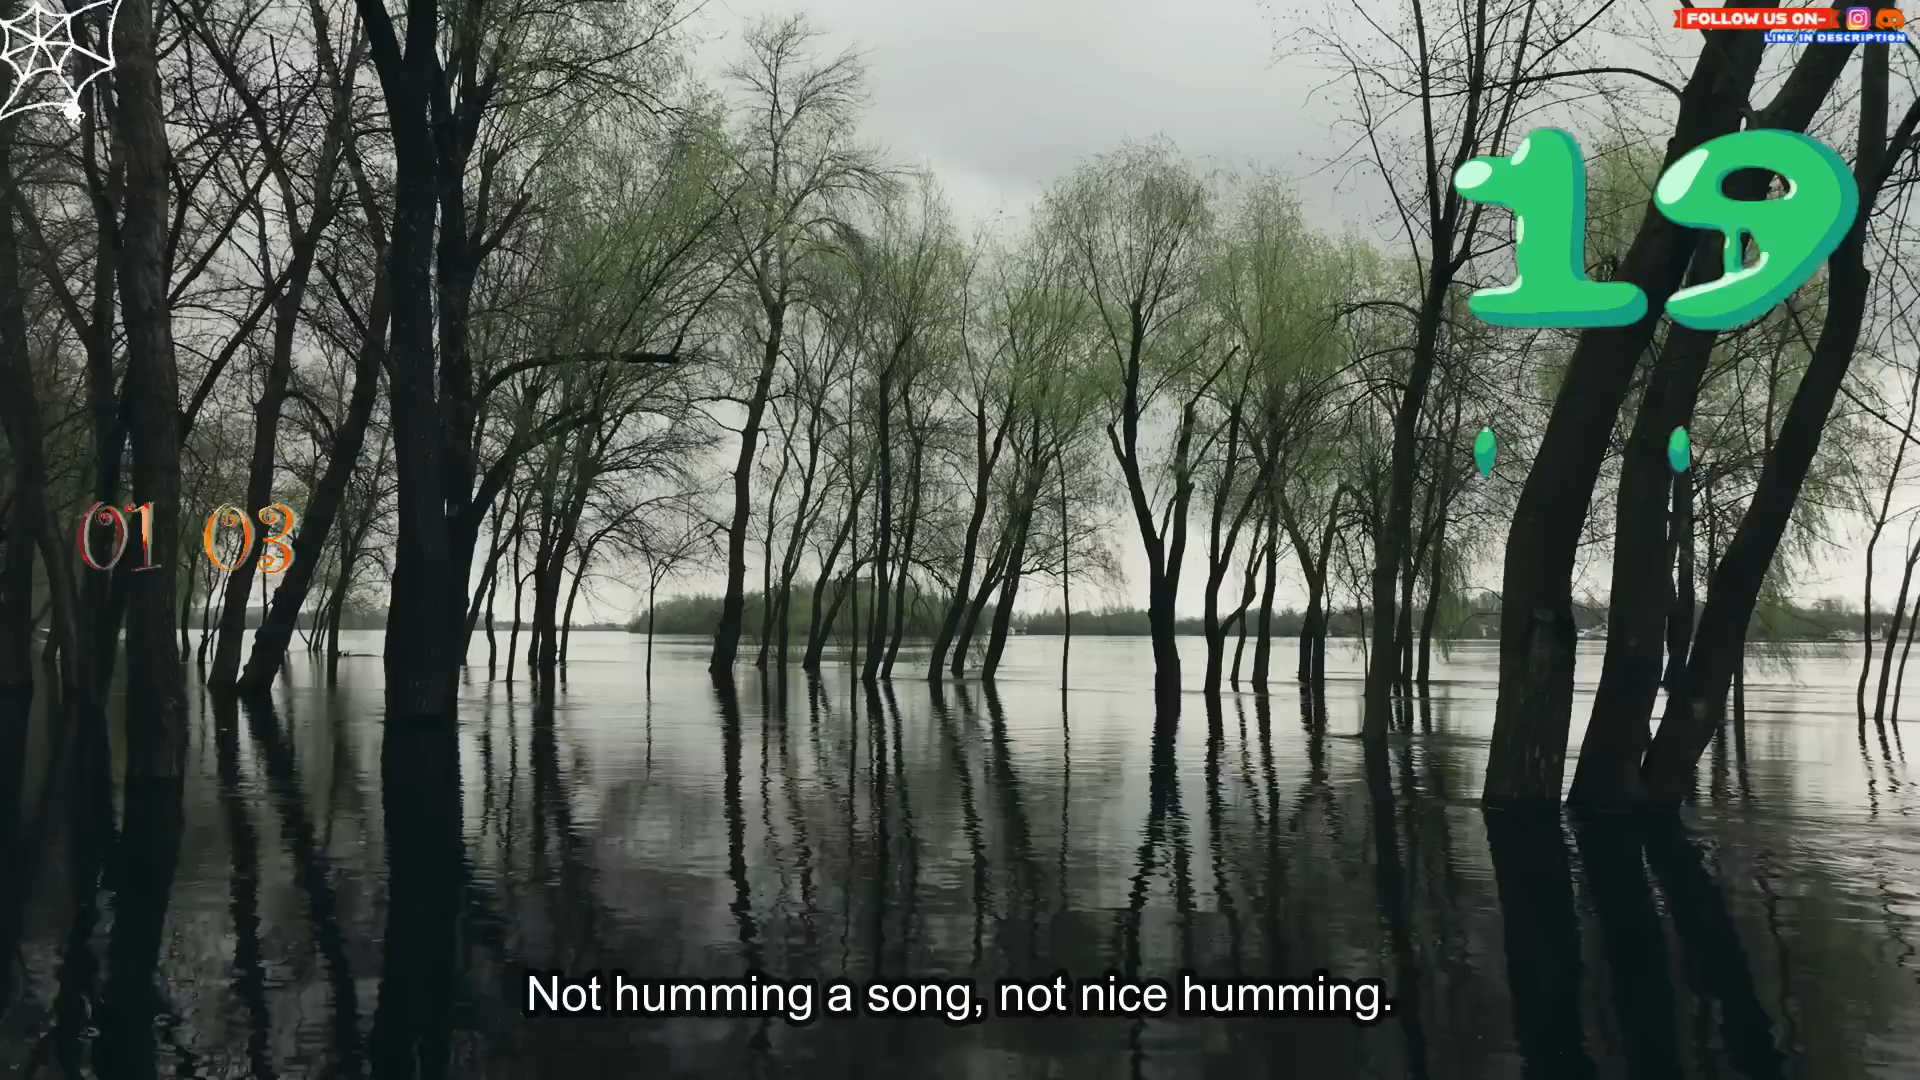 FOLLOW US ON-
LINK IN DESCRIPTION
19
01 03
Not humming a song, not nice humming.